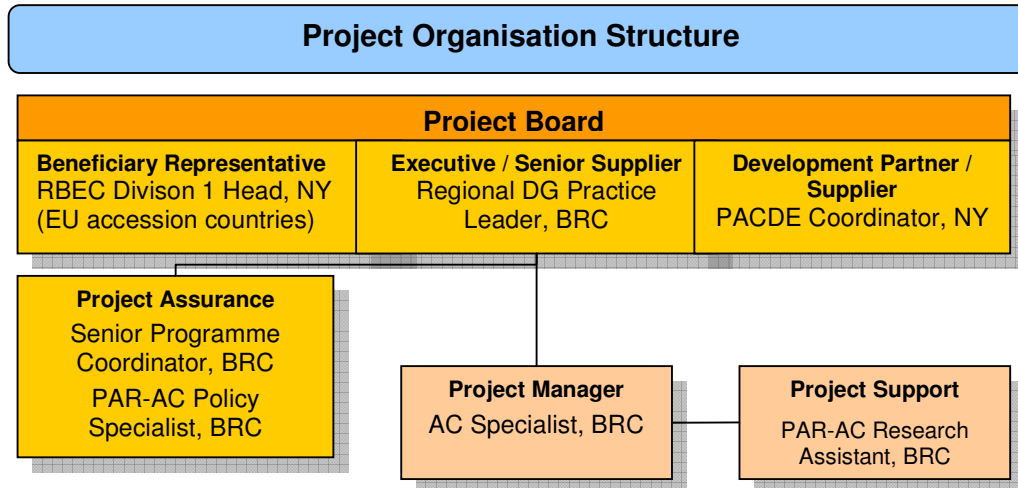 Project Organisation Structure
Project Board
Beneficiary Representative
RBEC Divison 1 Head, NY
(EU accession countries)
Executive / Senior Supplier
Regional DG Practice
Leader, BRC
Development Partner /
Supplier
PACDE Coordinator, NY
Project Assurance
Senior Programme
Coordinator, BRC
PAR-AC Policy
Specialist, BRC
Project Manager
AC Specialist, BRC
Project Support
PAR-AC Research
Assistant, BRC